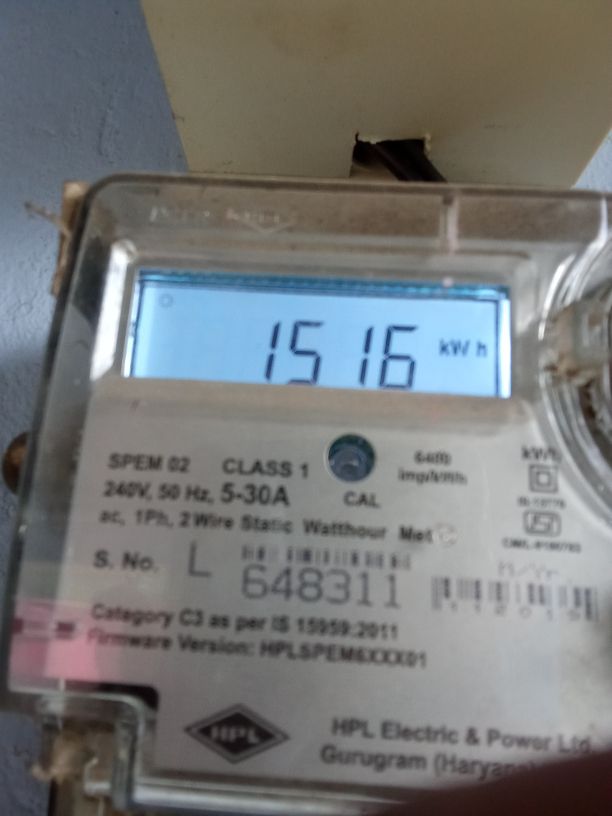 1516 kWh
SPEM 02 CLASS 1 6400 imp/kWh kWh
240V, 50 Hz, 5-30A CAL
ac, 1Ph, 2 Wire Static Watthour
S. No. L 648311
Category C3 as per IS 15959:2011
Firmware Version: HPLSPEM6XXX01
HPL
HPL Electric & Power Ltd.
Gurugram